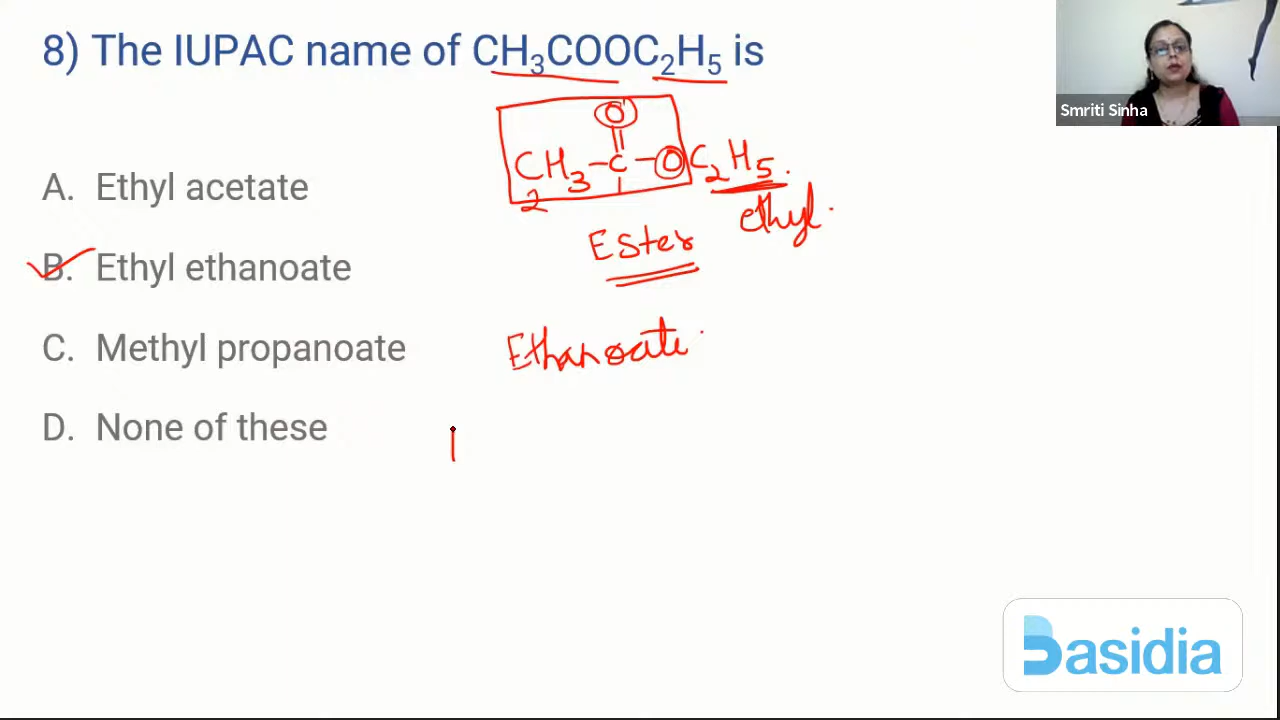 8) The IUPAC name of CH₃COOC₂H₅ is
Smriti Sinha
O
||
CH₃-C-OC₂H₅.
2
ethyl.
Ester
A. Ethyl acetate
B. Ethyl ethanoate
C. Methyl propanoate
Ethanoate
D. None of these
Basidia